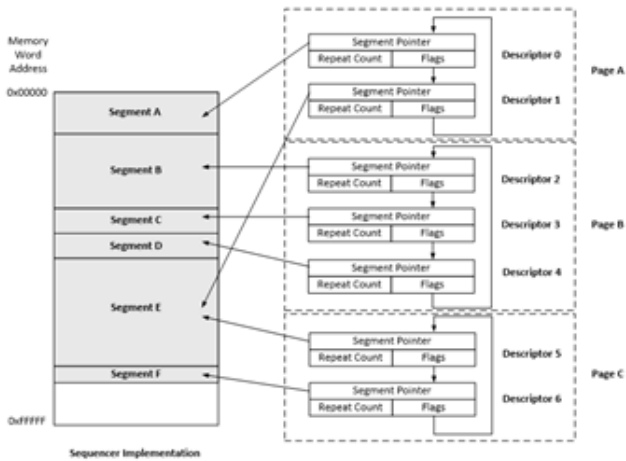 Memory
Word
Address
0x00000
Segment A
Segment B
Segment C
Segment D
Segment E
Segment F
0xFFFFF
Sequencer Implementation
Segment Pointer
Repeat Count Flags
Descriptor 0
Segment Pointer
Repeat Count Flags
Descriptor 1
Page A
Segment Pointer
Repeat Count Flags
Descriptor 2
Segment Pointer
Repeat Count Flags
Descriptor 3
Segment Pointer
Repeat Count Flags
Descriptor 4
Page B
Segment Pointer
Repeat Count Flags
Descriptor 5
Segment Pointer
Repeat Count Flags
Descriptor 6
Page C